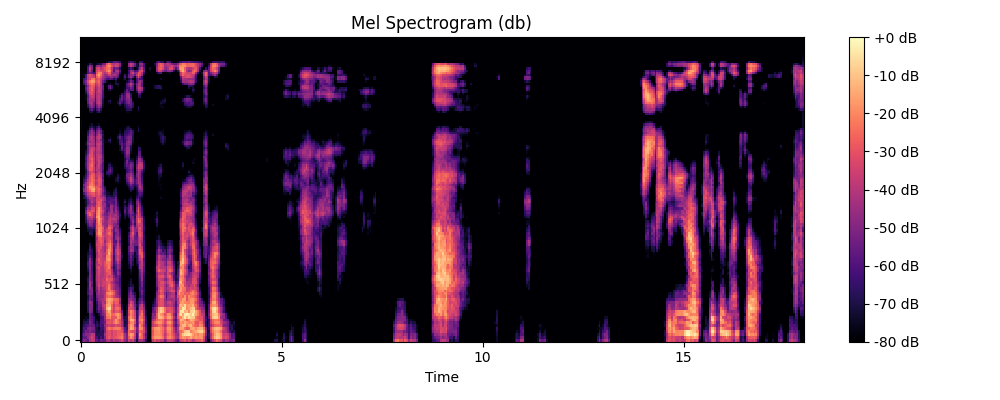 Mel Spectrogram (db)
8192
4096
2048
1024
512
0
Hz
0
5
10
15
Time
+0 dB
-10 dB
-20 dB
-30 dB
-40 dB
-50 dB
-60 dB
-70 dB
-80 dB